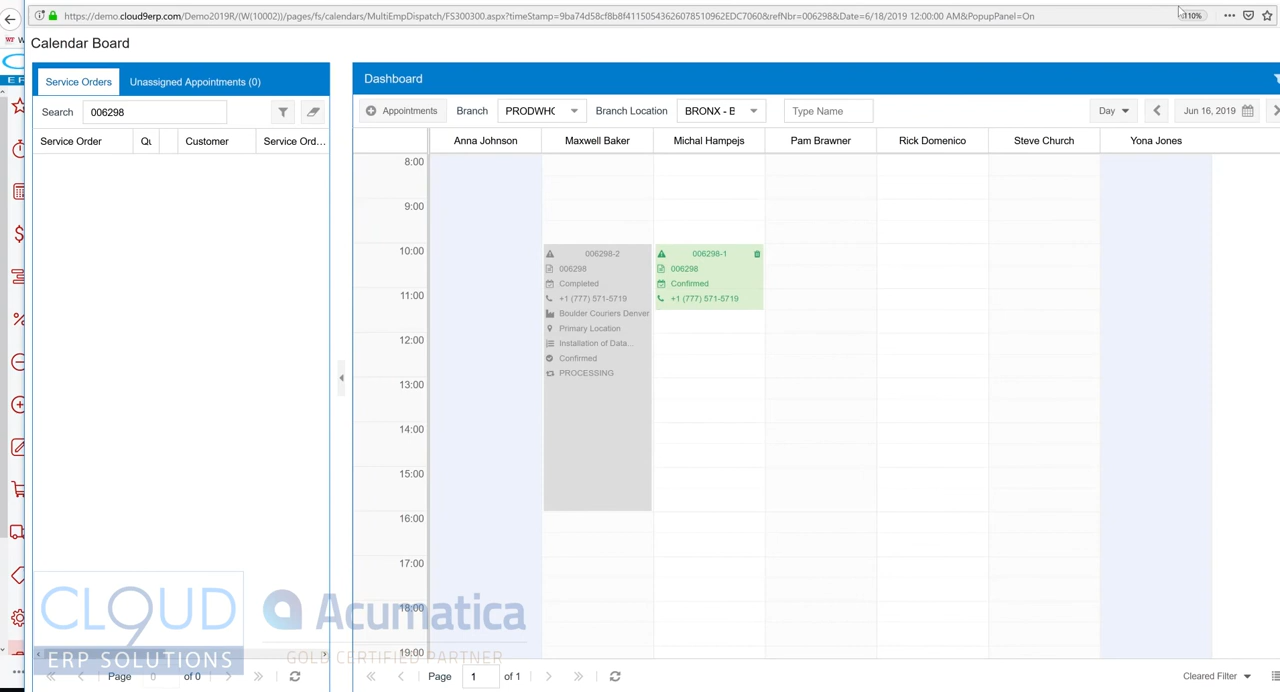 demo.cloud9erp.com/Demo2019R/(W(10002))/pages/fs/calendars/MultiEmpDispatch/FS300300.aspx?timeStamp=9ba74d58cf8b8f41150543626078510962EDC7060&refNbr=006298&Date=6/18/2019 12:00:00 AM&PopupPanel=On
110%
Calendar Board
Service Orders Unassigned Appointments (0)
Search 006298
Service Order Customer Service Ord...
Dashboard
Appointments Branch PRODWH Branch Location BRONX - B Type Name Day Jun 16, 2019
Anna Johnson Maxwell Baker Michal Hampejs Pam Brawner Rick Domenico Steve Church Yona Jones
8:00
9:00
10:00
11:00
12:00
13:00
14:00
15:00
16:00
17:00
18:00
19:00
006298-2
006298
Completed
+1 (777) 571-5719
Boulder Couriers Denver
Primary Location
Installation of Data...
Confirmed
PROCESSING
006298-1
006298
Confirmed
+1 (777) 571-5719
CLOUD9
ERP SOLUTIONS
Acumatica
GOLD CERTIFIED PARTNER
Page 0 of 0
Page 1 of 1
Cleared Filter